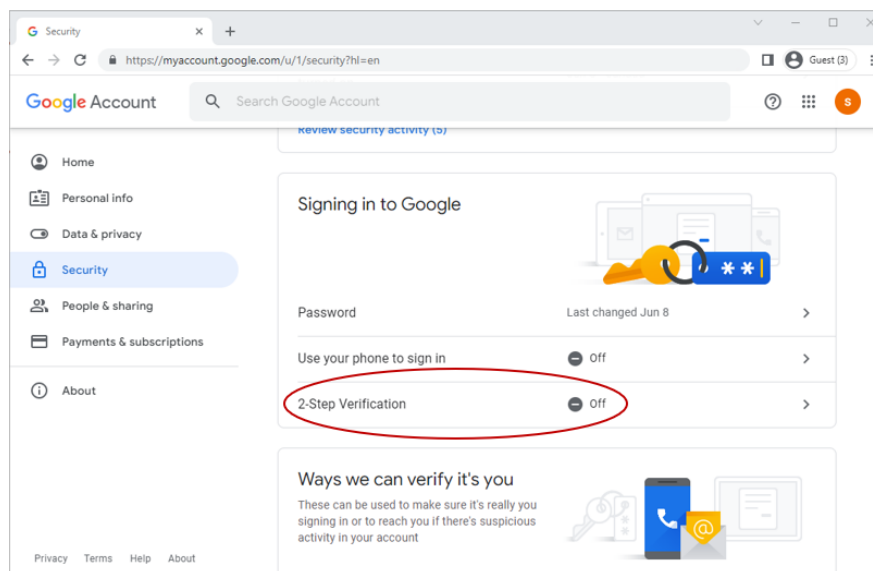 Security
https://myaccount.google.com/u/1/security?hl=en
Guest (3)
Google Account
Search Google Account
s
Review security activity (5)
Home
Personal info
Data & privacy
Security
People & sharing
Payments & subscriptions
About
Signing in to Google
**
Password
Last changed Jun 8
Use your phone to sign in
Off
2-Step Verification
Off
Ways we can verify it's you
These can be used to make sure it's really you
signing in or to reach you if there's suspicious
activity in your account
@
Privacy Terms Help About